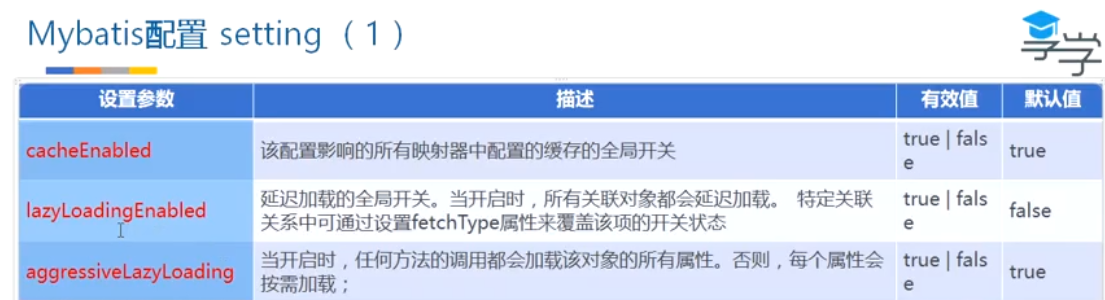 Mybatis配置 setting （1）
享学
设置参数 描述 有效值 默认值
cacheEnabled 该配置影响的所有映射器中配置的缓存的全局开关 true | fals
e true
lazyLoadingEnabled 延迟加载的全局开关。当开启时，所有关联对象都会延迟加载。 特定关联
关系中可通过设置fetchType属性来覆盖该项的开关状态 true | fals
e false
aggressiveLazyLoading 当开启时，任何方法的调用都会加载该对象的所有属性。否则，每个属性会
按需加载； true | fals
e true